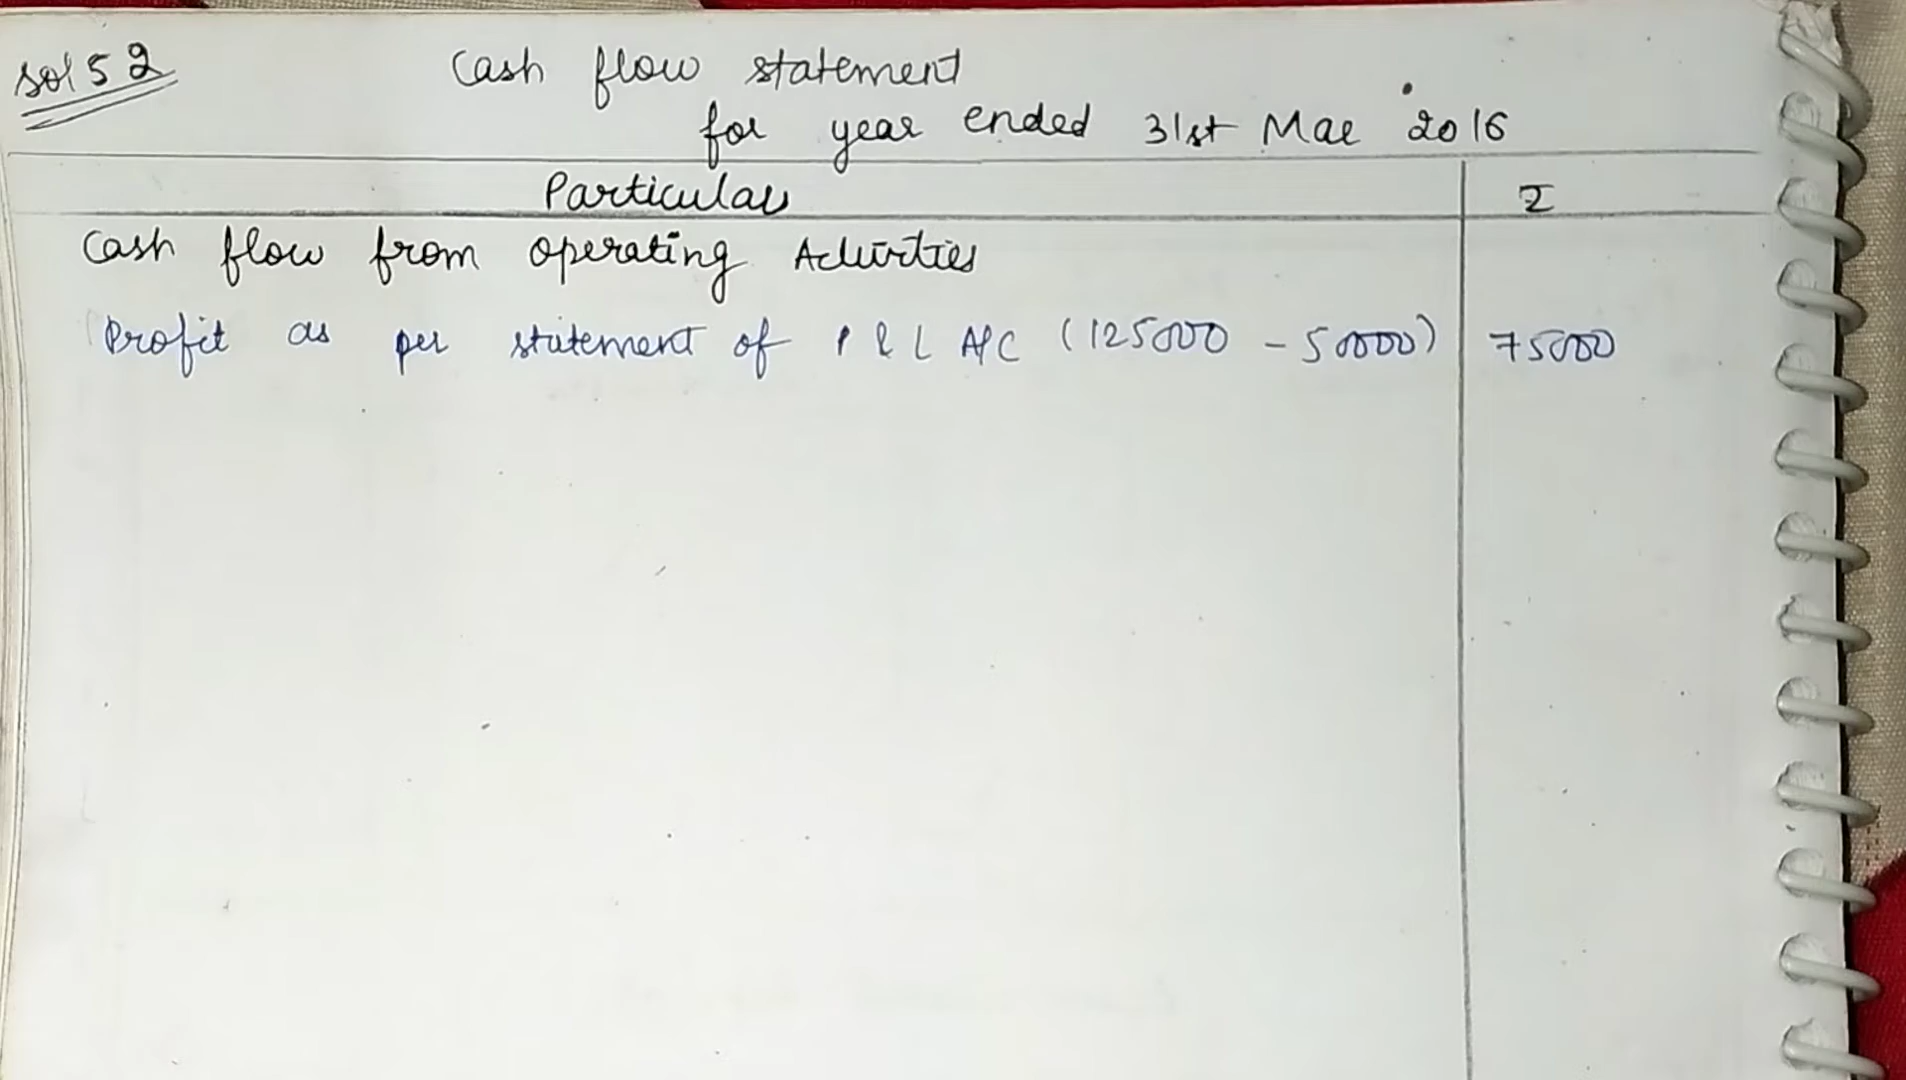 Sol 52
Cash flow statement
for year ended 31st Mar 2016
Particulars ₹
Cash flow from operating Activities
Profit as per statement of P & L A/C (125000 - 50000) 75000